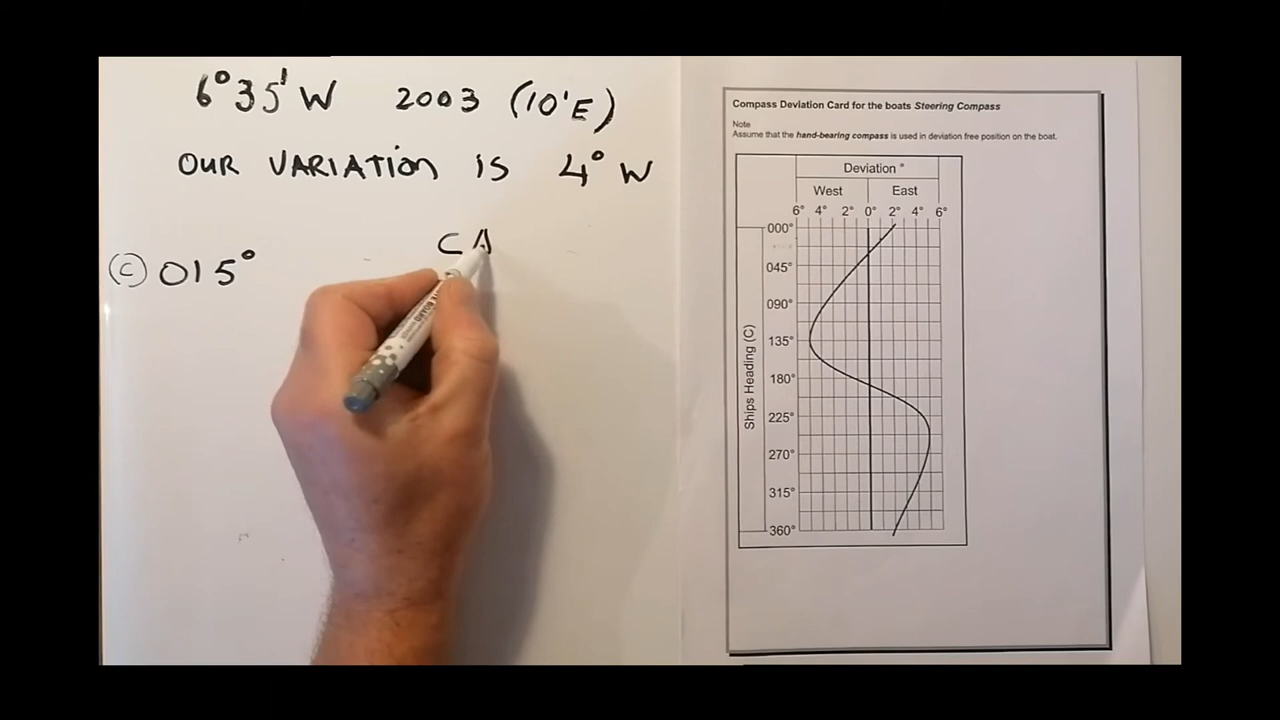 6°35'W 2003 (10'E)
OUR VARIATION IS 4° W
CA
(C) 015°
Compass Deviation Card for the boats Steering Compass
Note
Assume that the hand-bearing compass is used in deviation free position on the boat.
Deviation °
West East
6° 4° 2° 0° 2° 4° 6°
000°
045°
090°
135°
180°
225°
270°
315°
360°
Ships Heading (C)